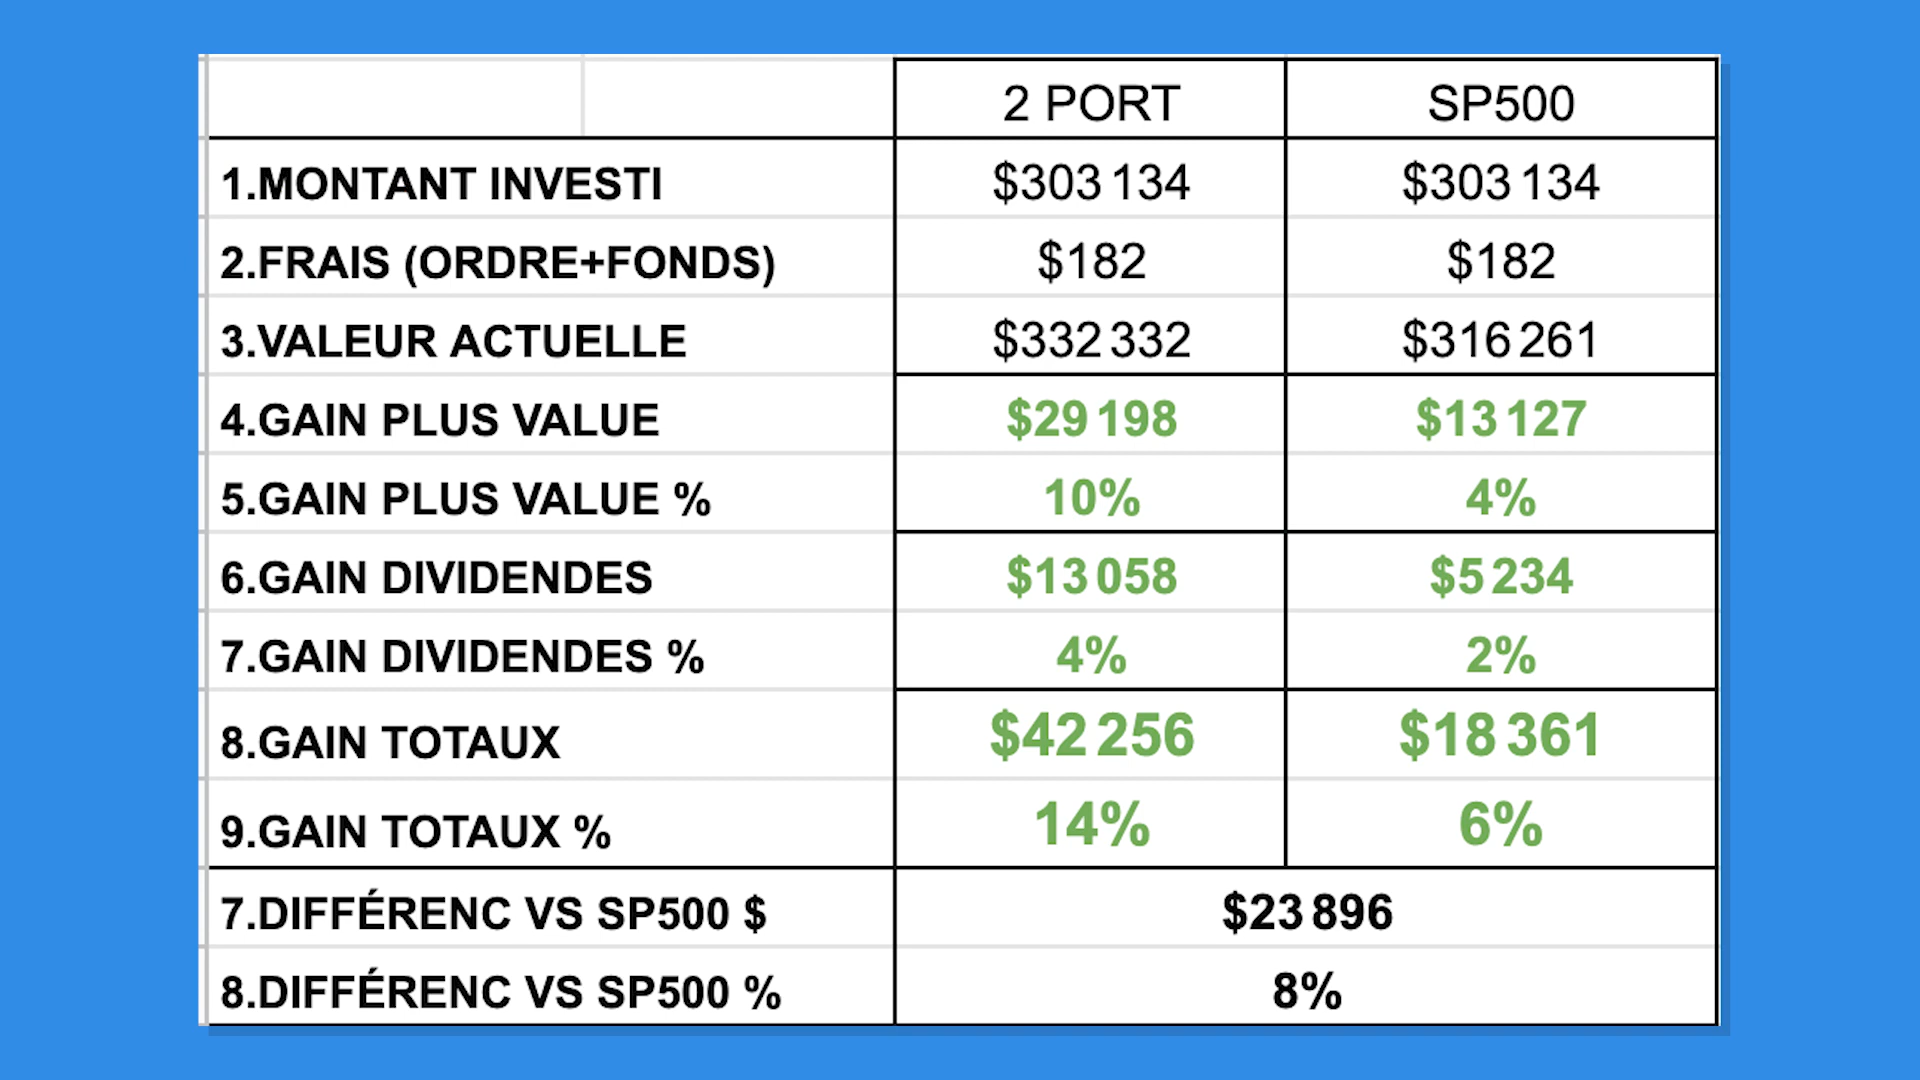 2 PORT SP500
1.MONTANT INVESTI $303 134 $303 134
2.FRAIS (ORDRE+FONDS) $182 $182
3.VALEUR ACTUELLE $332 332 $316 261
4.GAIN PLUS VALUE $29 198 $13 127
5.GAIN PLUS VALUE % 10% 4%
6.GAIN DIVIDENDES $13 058 $5 234
7.GAIN DIVIDENDES % 4% 2%
8.GAIN TOTAUX $42 256 $18 361
9.GAIN TOTAUX % 14% 6%
7.DIFFÉRENC VS SP500 $ $23 896
8.DIFFÉRENC VS SP500 % 8%